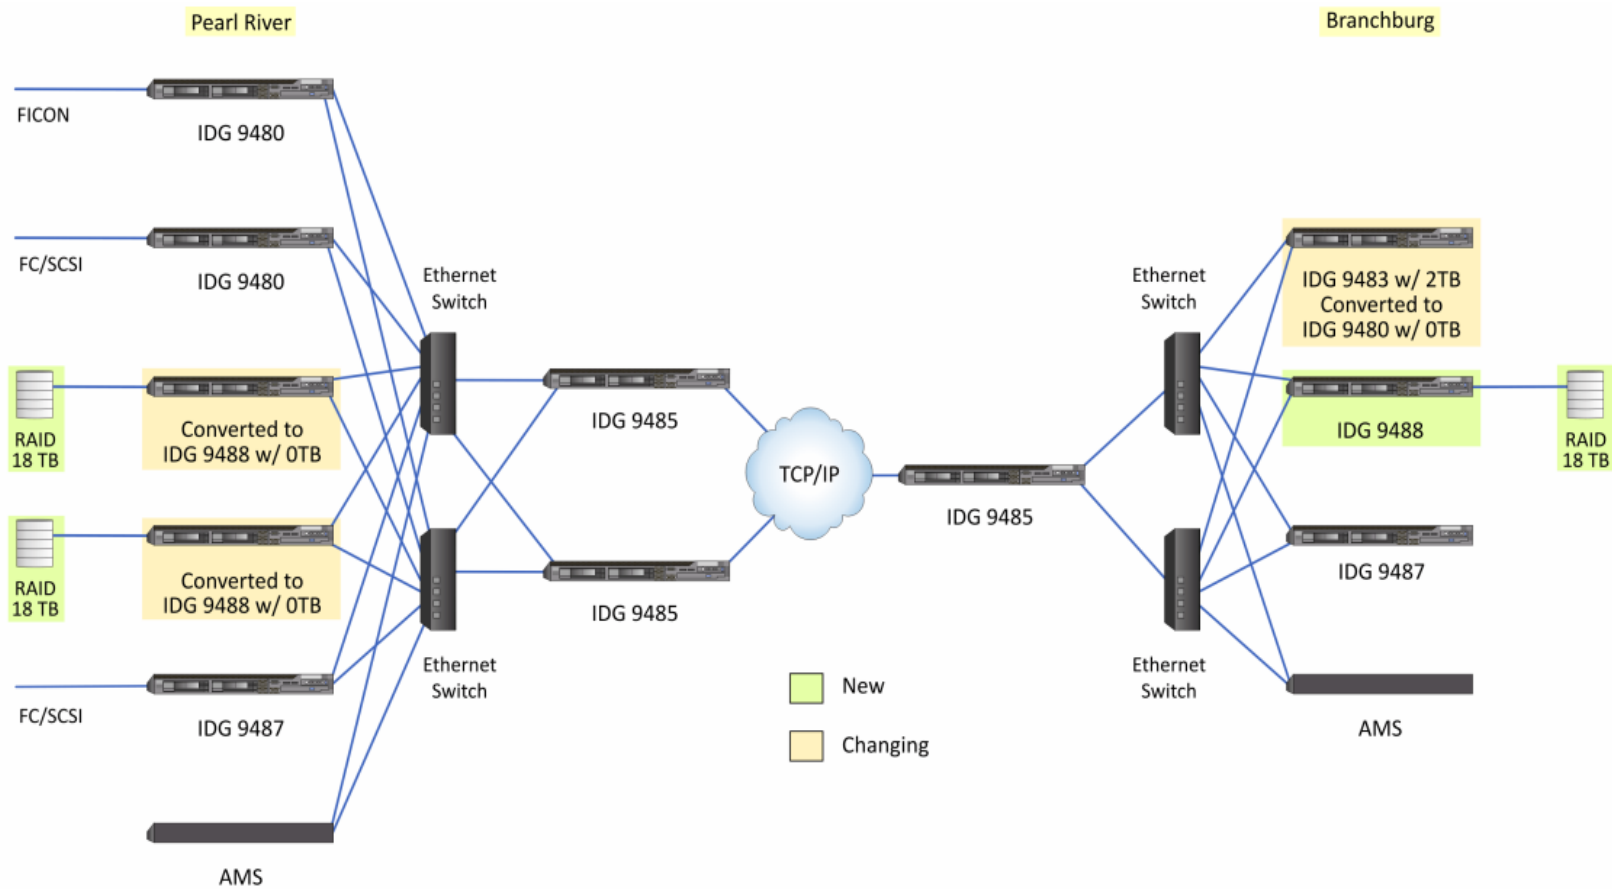 Pearl River
Branchburg
FICON
IDG 9480
FC/SCSI
IDG 9480
Ethernet
Switch
Ethernet
Switch
IDG 9483 w/ 2TB
Converted to
IDG 9480 w/ 0TB
RAID
18 TB
Converted to
IDG 9488 w/ 0TB
IDG 9485
TCP/IP
IDG 9485
IDG 9488
RAID
18 TB
RAID
18 TB
Converted to
IDG 9488 w/ 0TB
IDG 9485
IDG 9487
Ethernet
Switch
Ethernet
Switch
FC/SCSI
IDG 9487
New
Changing
AMS
AMS